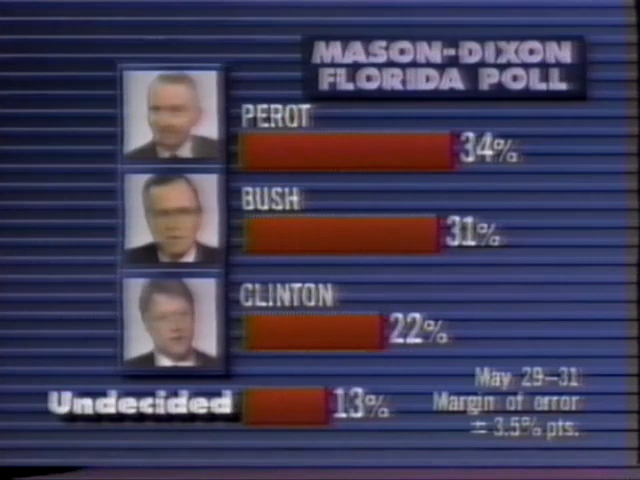 MASON-DIXON
FLORIDA POLL
PEROT
34%
BUSH
31%
CLINTON
22%
Undecided 13%
May 29-31
Margin of error
± 3.5% pts.